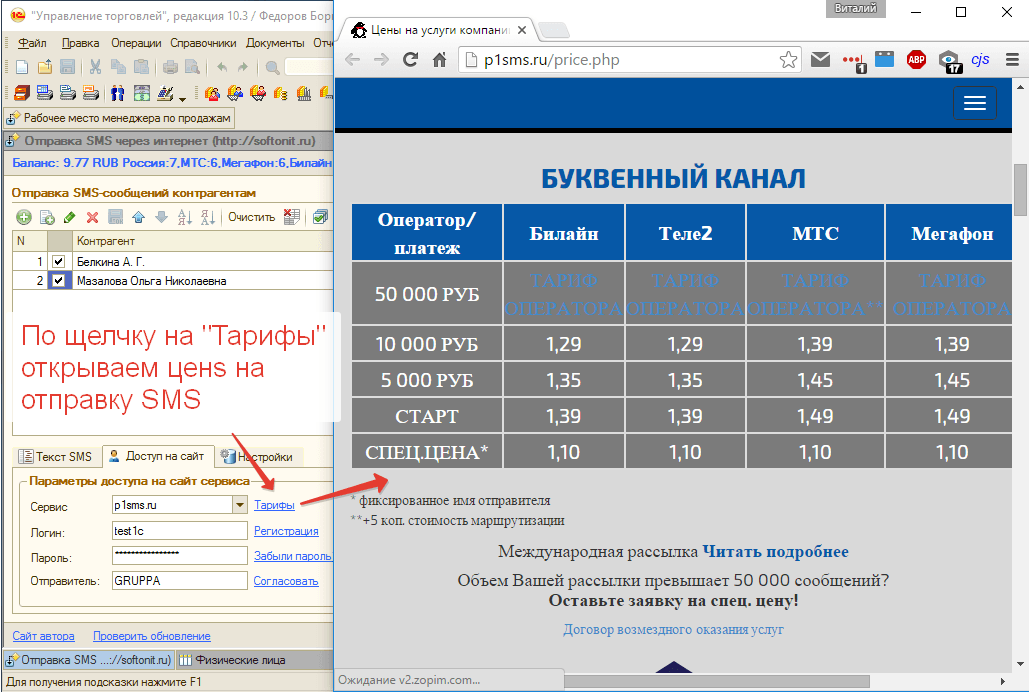 "Управление торговлей", редакция 10.3 / Федоров Бори
Файл Правка Операции Справочники Документы Отч
Рабочее место менеджера по продажам
Отправка SMS через интернет (http://softonit.ru)
Баланс: 9.77 RUB Россия:7,МТС:6,Мегафон:6,Билайн
Отправка SMS-сообщений контрагентам
Очистить
N Контрагент
1 Белкина А. Г.
2 Мазалова Ольга Николаевна
По щелчку на "Тарифы"
открываем ценs на
отправку SMS
Текст SMS Доступ на сайт Настройки
Параметры доступа на сайт сервиса
Сервис p1sms.ru Тарифы
Логин: test1c Регистрация
Пароль: **************** Забыли пароль
Отправитель: GRUPPA Согласовать
Сайт автора Проверить обновление
Отправка SMS ...://softonit.ru) Физические лица
Для получения подсказки нажмите F1
Виталий
Цены на услуги компани
p1sms.ru/price.php
1 ABP 17 cjs
БУКВЕННЫЙ КАНАЛ
Оператор/
платеж Билайн Теле2 МТС Мегафон
50 000 РУБ ТАРИФ ОПЕРАТОРА ТАРИФ ОПЕРАТОРА ТАРИФ ОПЕРАТОРА** ТАРИФ ОПЕРАТОРА
10 000 РУБ 1,29 1,29 1,39 1,39
5 000 РУБ 1,35 1,35 1,45 1,45
СТАРТ 1,39 1,39 1,49 1,49
СПЕЦ.ЦЕНА* 1,10 1,10 1,10 1,10
* фиксированное имя отправителя
**+5 коп. стоимость маршрутизации
Международная рассылка Читать подробнее
Объем Вашей рассылки превышает 50 000 сообщений?
Оставьте заявку на спец. цену!
Договор возмездного оказания услуг
Ожидание v2.zopim.com...